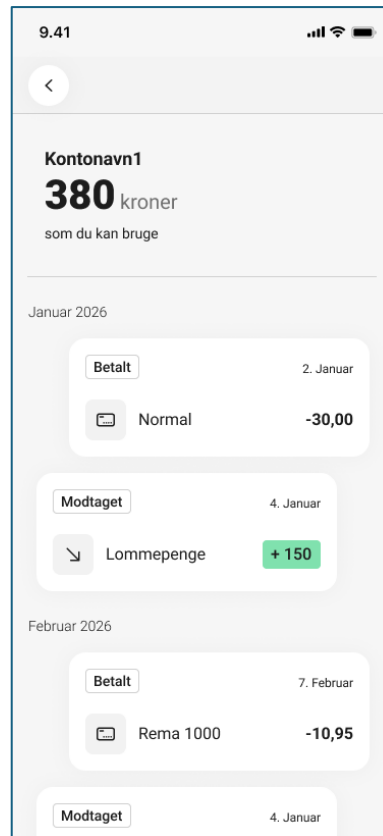 9.41
Kontonavn1
380 kroner
som du kan bruge
Januar 2026
Betalt 2. Januar
Normal -30,00
Modtaget 4. Januar
Lommepenge + 150
Februar 2026
Betalt 7. Februar
Rema 1000 -10,95
Modtaget 4. Januar